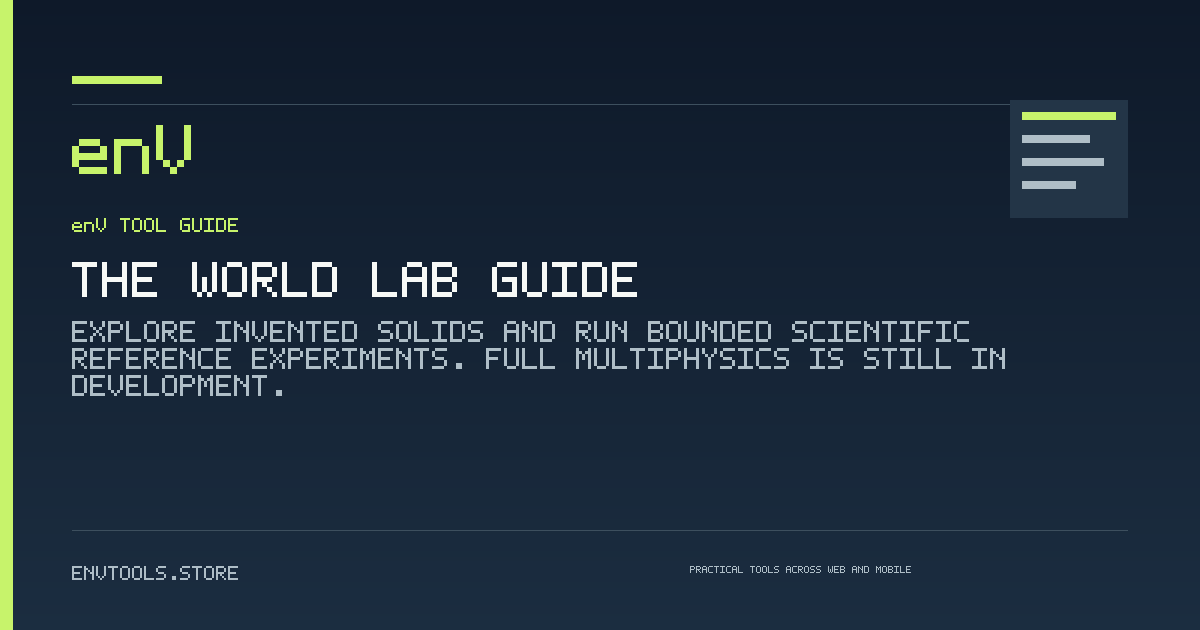 enV
enV TOOL GUIDE
THE WORLD LAB GUIDE
EXPLORE INVENTED SOLIDS AND RUN BOUNDED SCIENTIFIC
REFERENCE EXPERIMENTS. FULL MULTIPHYSICS IS STILL IN
DEVELOPMENT.
ENVTOOLS.STORE
PRACTICAL TOOLS ACROSS WEB AND MOBILE